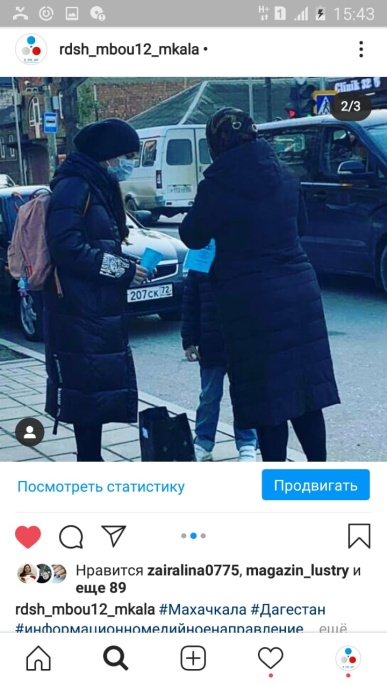 15:43
rdsh_mbou12_mkala •
2/3
207СК 72
Посмотреть статистику
Продвигать
Нравится zairalina0775, magazin_lustry и
еще 89
rdsh_mbou12_mkala #Махачкала #Дагестан
#информационномедийноенаправление... ещё